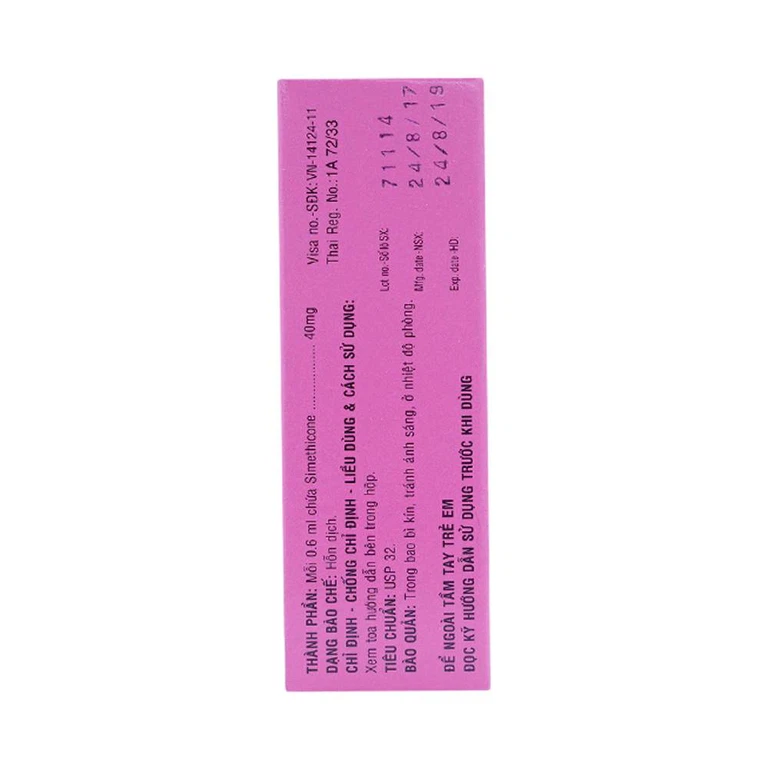 THÀNH PHẦN: Mỗi 0.6 ml chứa Simethicone .................. 40mg
DẠNG BÀO CHẾ: Hỗn dịch.
CHỈ ĐỊNH - CHỐNG CHỈ ĐỊNH - LIỀU DÙNG & CÁCH SỬ DỤNG:
Xem toa hướng dẫn bên trong hộp.
TIÊU CHUẨN: USP 32.
BẢO QUẢN: Trong bao bì kín, tránh ánh sáng, ở nhiệt độ phòng.
ĐỂ NGOÀI TẦM TAY TRẺ EM
ĐỌC KỸ HƯỚNG DẪN SỬ DỤNG TRƯỚC KHI DÙNG
Visa no.-SĐK: VN-14124-11
Thai Reg. No.: 1A 72/33
Lot no.-Số lô SX: 71114
Mfg. date -NSX: 24/8/17
Exp. date -HD: 24/8/19